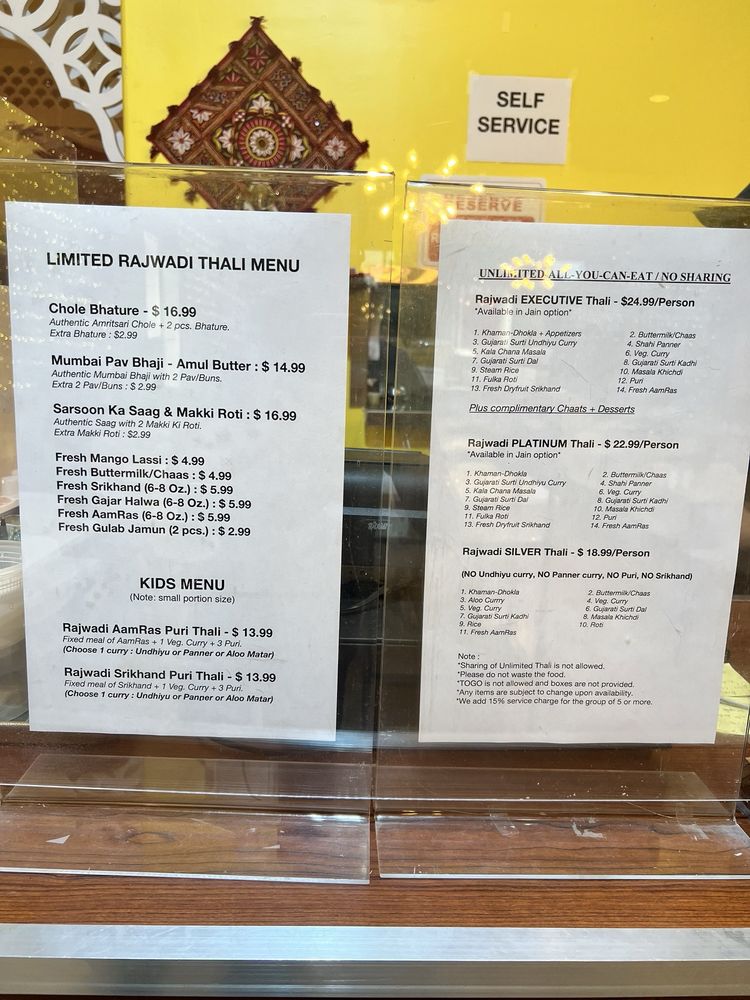 SELF
SERVICE
RESERVE
LIMITED RAJWADI THALI MENU
Chole Bhature - $ 16.99
Authentic Amritsari Chole + 2 pcs. Bhature.
Extra Bhature : $2.99
Mumbai Pav Bhaji - Amul Butter : $ 14.99
Authentic Mumbai Bhaji with 2 Pav/Buns.
Extra 2 Pav/Buns : $ 2.99
Sarsoon Ka Saag & Makki Roti : $ 16.99
Authentic Saag with 2 Makki Ki Roti.
Extra Makki Roti : $2.99
Fresh Mango Lassi : $ 4.99
Fresh Buttermilk/Chaas : $ 4.99
Fresh Srikhand (6-8 Oz.) : $ 5.99
Fresh Gajar Halwa (6-8 Oz.) : $ 5.99
Fresh AamRas (6-8 Oz.) : $ 5.99
Fresh Gulab Jamun (2 pcs.) : $ 2.99
KIDS MENU
(Note: small portion size)
Rajwadi AamRas Puri Thali - $ 13.99
Fixed meal of AamRas + 1 Veg. Curry + 3 Puri.
(Choose 1 curry : Undhiyu or Panper or Aloo Matar)
Rajwadi Srikhand Puri Thali - $ 13.99
Fixed meal of Srikhand + 1 Veg. Curry + 3 Puri.
(Choose 1 curry : Undhiyu or Panper or Aloo Matar)
UNLIMITED ALL-YOU-CAN-EAT / NO SHARING
Rajwadi EXECUTIVE Thali - $24.99/Person
*Available in Jain option*
1. Khaman-Dhokla + Appetizers 2. Buttermilk/Chaas
3. Gujarati Surti Undhiyu Curry 4. Shahi Panner
5. Kala Chana Masala 6. Veg. Curry
7. Gujarati Surti Dal 8. Gujarati Surti Kadhi
9. Steam Rice 10. Masala Khichdi
11. Fulka Roti 12. Puri
13. Fresh Dryfruit Srikhand 14. Fresh AamRas
Plus complimentary Chaats + Desserts
Rajwadi PLATINUM Thali - $ 22.99/Person
*Available in Jain option*
1. Khaman-Dhokla 2. Buttermilk/Chaas
3. Gujarati Surti Undhiyu Curry 4. Shahi Panner
5. Kala Chana Masala 6. Veg. Curry
7. Gujarati Surti Dal 8. Gujarati Surti Kadhi
9. Steam Rice 10. Masala Khichdi
11. Fulka Roti 12. Puri
13. Fresh Dryfruit Srikhand 14. Fresh AamRas
Rajwadi SILVER Thali - $ 18.99/Person
(NO Undhiyu curry, NO Panner curry, NO Puri, NO Srikhand)
1. Khaman-Dhokla 2. Buttermilk/Chaas
3. Aloo Currry 4. Veg. Curry
5. Veg. Curry 6. Gujarati Surti Dal
7. Gujarati Surti Kadhi 8. Masala Khichdi
9. Rice 10. Roti
11. Fresh AamRas
Note :
*Sharing of Unlimited Thali is not allowed.
*Please do not waste the food.
*TOGO is not allowed and boxes are not provided.
*Any items are subject to change upon availability.
*We add 15% service charge for the group of 5 or more.